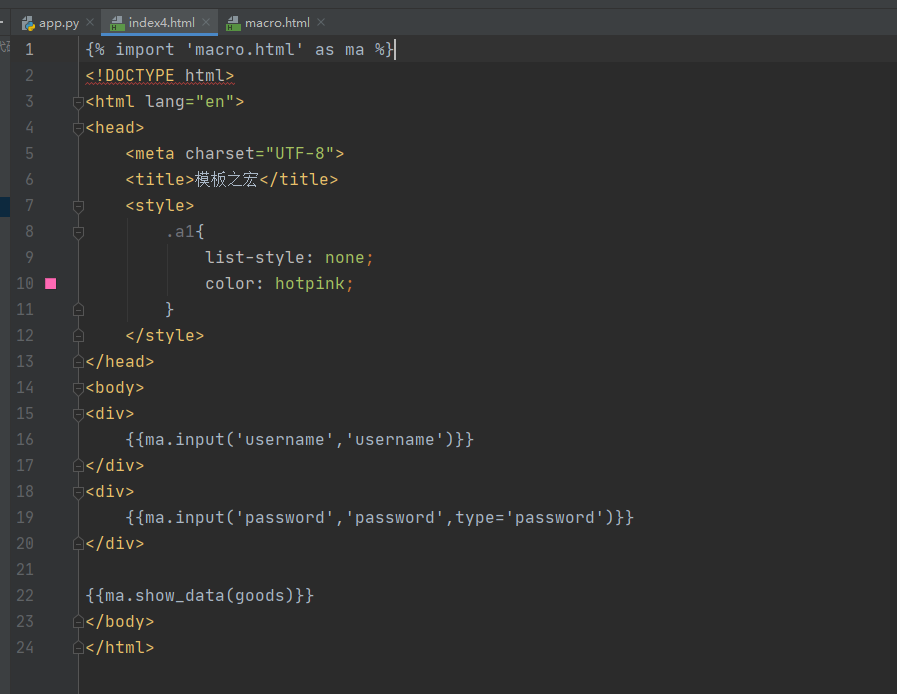 app.py index4.html macro.html
1 {% import 'macro.html' as ma %}
2 <!DOCTYPE html>
3 <html lang="en">
4 <head>
5     <meta charset="UTF-8">
6     <title>模板之宏</title>
7     <style>
8         .a1{
9             list-style: none;
10             color: hotpink;
11         }
12     </style>
13 </head>
14 <body>
15 <div>
16     {{ma.input('username','username')}}
17 </div>
18 <div>
19     {{ma.input('password','password',type='password')}}
20 </div>
21
22 {{ma.show_data(goods)}}
23 </body>
24 </html>